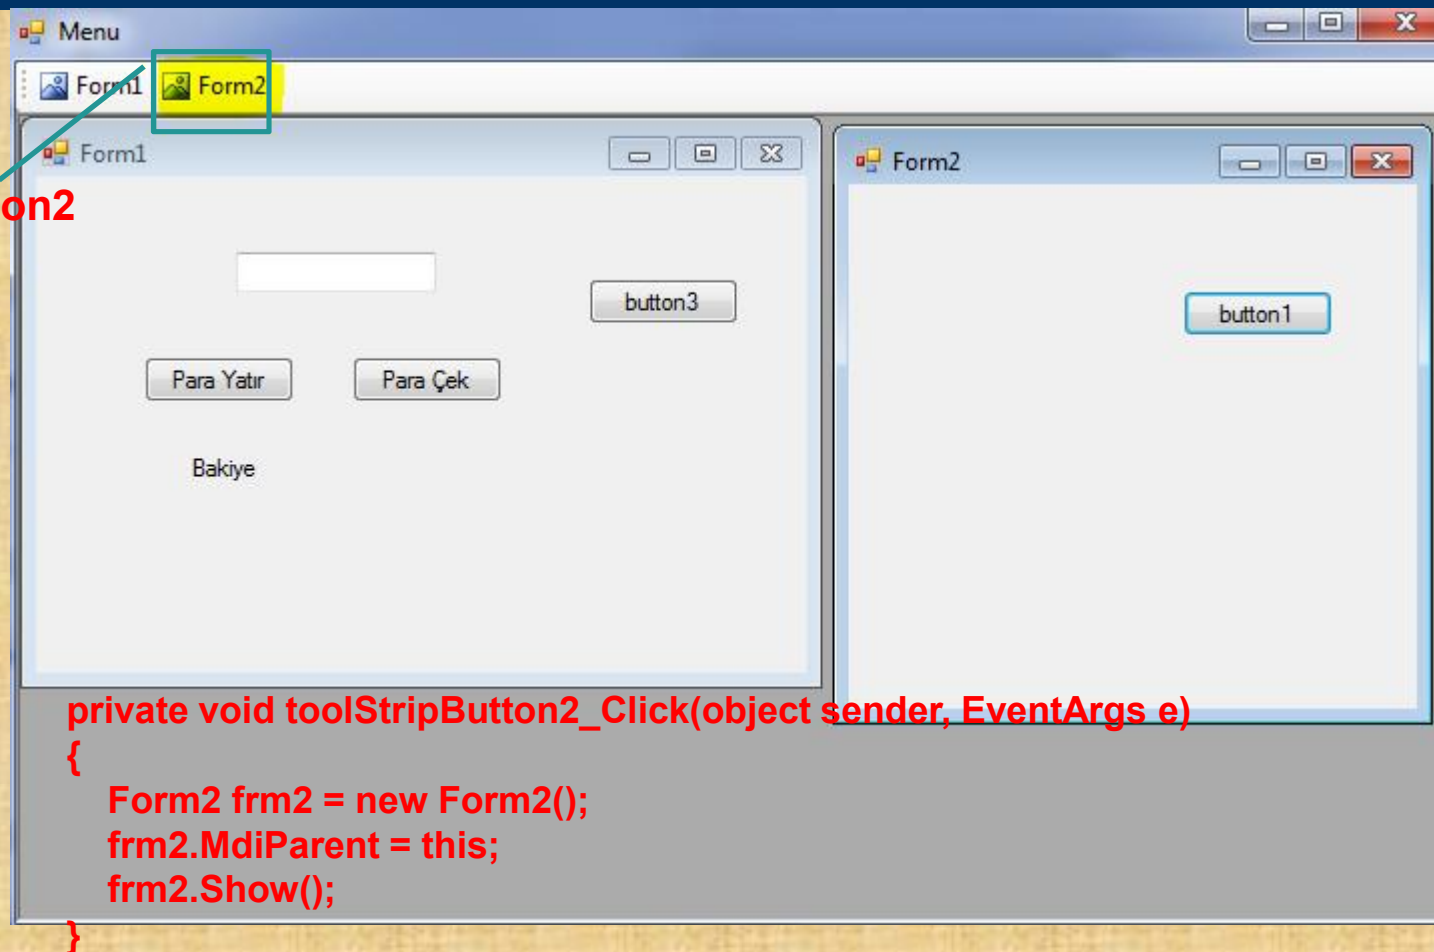 Menu
Form1 Form2
Form1
Form2
on2
button3
button1
Para Yatır Para Çek
Bakiye
private void toolStripButton2_Click(object sender, EventArgs e)
{
Form2 frm2 = new Form2();
frm2.MdiParent = this;
frm2.Show();
}